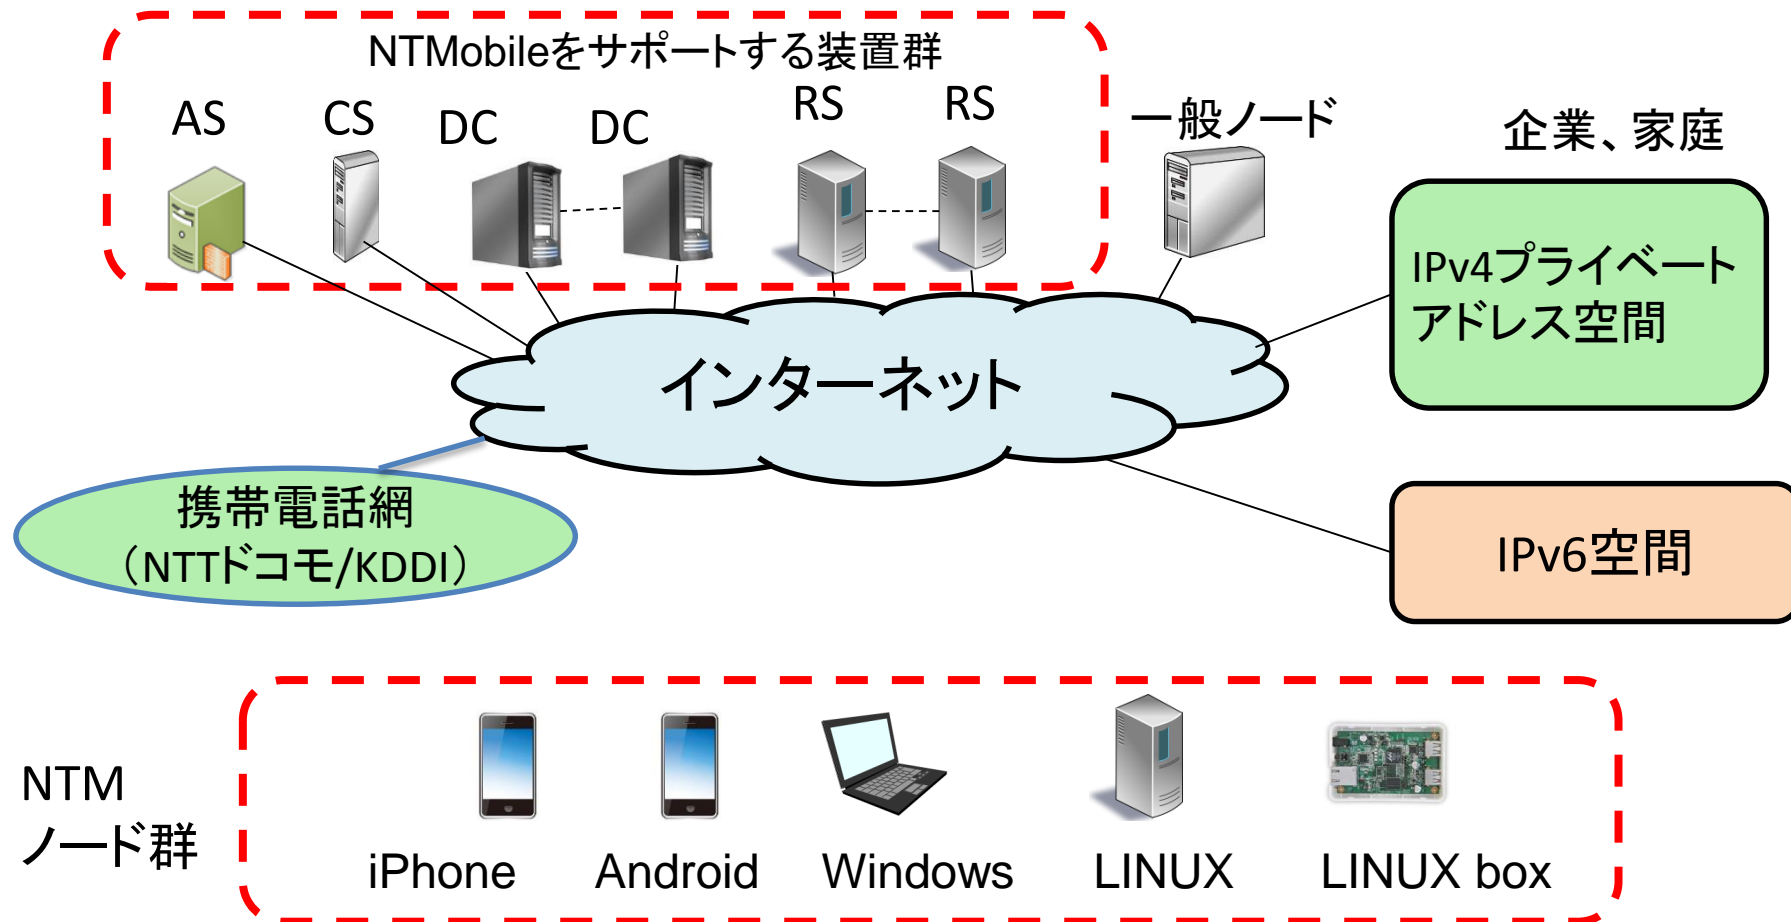 NTMobileをサポートする装置群
AS
CS
DC
DC
RS
RS
一般ノード
企業、家庭
IPv4プライベート
アドレス空間
インターネット
携帯電話網
（NTTドコモ/KDDI）
IPv6空間
NTM
ノード群
iPhone
Android
Windows
LINUX
LINUX box